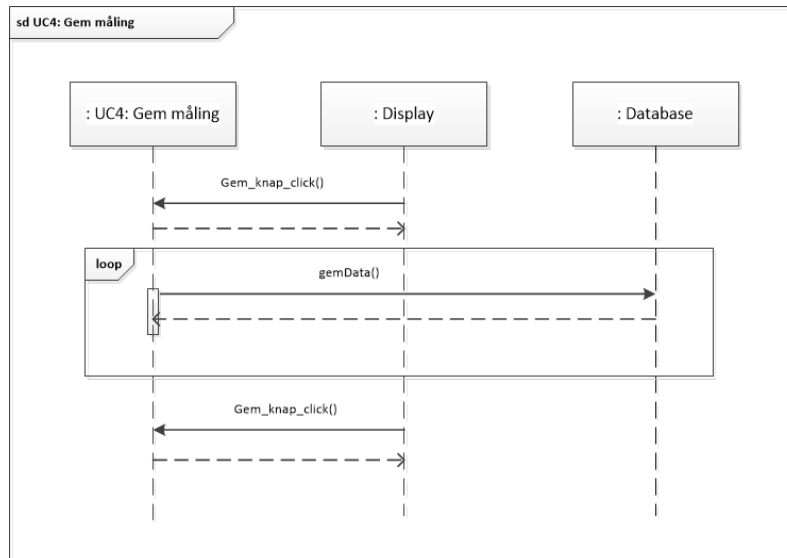 sd UC4: Gem måling
: UC4: Gem måling
: Display
: Database
Gem_knap_click()
loop
gemData()
Gem_knap_click()